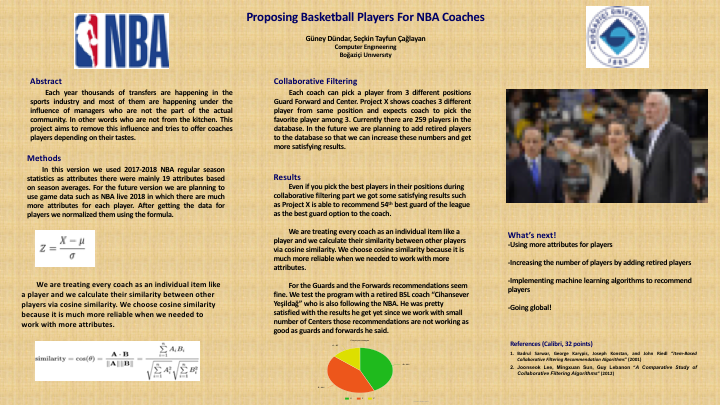 Proposing Basketball Players For NBA Coaches
Güney Dündar, Seçkin Tayfun Çağlayan
Computer Engineering
Boğaziçi University
NBA
Abstract
Each year thousands of transfers are happening in the
sports industry and most of them are happening under the
influence of managers who are not the part of the actual
community. In other words who are not from the kitchen. This
project aims to remove this influence and tries to offer coaches
players depending on their tastes.
Methods
In this version we used 2017-2018 NBA regular season
statistics as attributes there were mainly 19 attributes based
on season averages. For the future version we are planning to
use game data such as NBA live 2018 in which there are much
more attributes for each player. After getting the data for
players we normalized them using the formula.
Z = X − μ / σ
We are treating every coach as an individual item like
a player and we calculate their similarity between other
players via cosine similarity. We choose cosine similarity
because it is much more reliable when we needed to
work with more attributes.
similarity = cos(θ) = A · B / ‖A‖‖B‖ = ∑ i=1 n A_i B_i / √∑ i=1 n A_i² √∑ i=1 n B_i²
Collaborative Filtering
Each coach can pick a player from 3 different positions
Guard Forward and Center. Project X shows coaches 3 different
player from same position and expects coach to pick the
favorite player among 3. Currently there are 259 players in the
database. In the future we are planning to add retired players
to the database so that we can increase these numbers and get
more satisfying results.
Results
Even if you pick the best players in their positions during
collaborative filtering part we got some satisfying results such
as Project X is able to recommend 54th best guard of the league
as the best guard option to the coach.
We are treating every coach as an individual item like a
player and we calculate their similarity between other players
via cosine similarity. We choose cosine similarity because it is
much more reliable when we needed to work with more
attributes.
For the Guards and the Forwards recommendations seem
fine. We test the program with a retired BSL coach “Cihansever
Yeşildağ” who is also following the NBA. He was pretty
satisfied with the results he get yet since we work with small
number of Centers those recommendations are not working as
good as guards and forwards he said.
What’s next!
-Using more attributes for players
-Increasing the number of players by adding retired players
-Implementing machine learning algorithms to recommend
players
-Going global!
References (Calibri, 32 points)
1. Badrul Sarwar, George Karypis, Joseph Konstan, and John Riedl “Item-Based
Collaborative Filtering Recommendation Algorithms” (2001)
2. Joonseok Lee, Mingxuan Sun, Guy Lebanon “A Comparative Study of
Collaborative Filtering Algorithms” (2012)